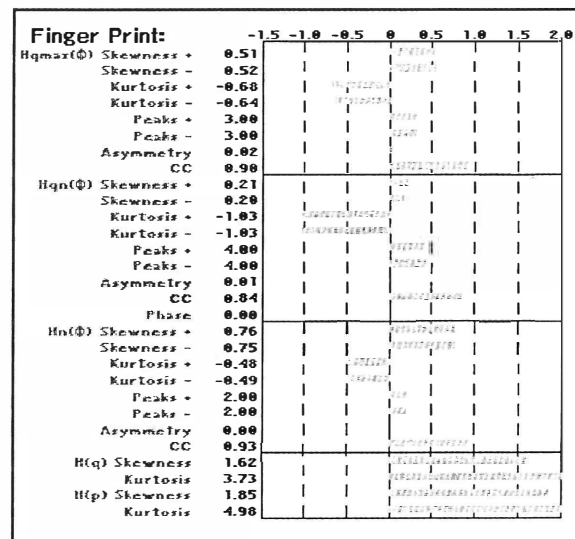 Finger Print: -1.5 -1.0 -0.5 0.0 0.5 1.0 1.5 2.0
Hqmax(Φ) Skewness + 0.51
Skewness - 0.52
Kurtosis + -0.68
Kurtosis - -0.64
Peaks + 3.00
Peaks - 3.00
Asymmetry 0.02
CC 0.90
Hqn(Φ) Skewness + 0.21
Skewness - 0.20
Kurtosis + -1.03
Kurtosis - -1.03
Peaks + 4.00
Peaks - 4.00
Asymmetry 0.01
CC 0.84
Phase 0.00
Hn(Φ) Skewness + 0.76
Skewness - 0.75
Kurtosis + -0.48
Kurtosis - -0.49
Peaks + 2.00
Peaks - 2.00
Asymmetry 0.00
CC 0.93
H(q) Skewness 1.62
Kurtosis 3.73
H(p) Skewness 1.85
Kurtosis 4.98